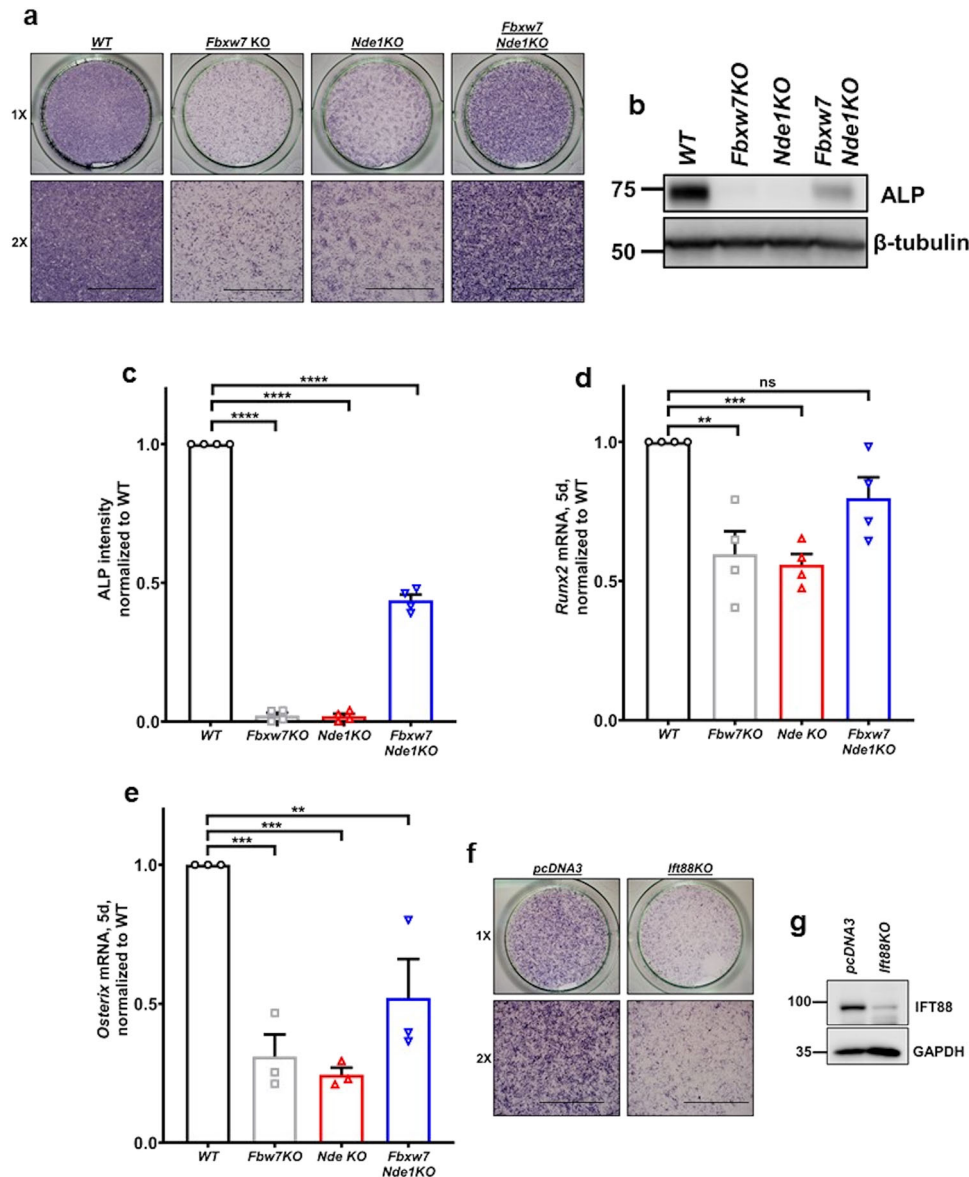 a
WT
Fbxw7 KO
Nde1KO
Fbxw7
Nde1KO
1X
2X
b
WT
Fbxw7KO
Nde1KO
Fbxw7
Nde1KO
75
ALP
50
β-tubulin
c
ALP intensity
normalized to WT
1.0
0.5
0.0
****
****
****
WT
Fbxw7KO
Nde1KO
Fbxw7
Nde1KO
d
Runx2 mRNA, 5d,
normalized to WT
1.0
0.5
0.0
ns
***
**
WT
Fbw7KO
Nde KO
Fbxw7
Nde1KO
e
Osterix mRNA, 5d,
normalized to WT
1.0
0.5
1.0
**
***
***
WT
Fbw7KO
Nde KO
Fbxw7
Nde1KO
f
pcDNA3
Ift88KO
1X
2X
g
pcDNA3
Ift88KO
100
IFT88
35
GAPDH